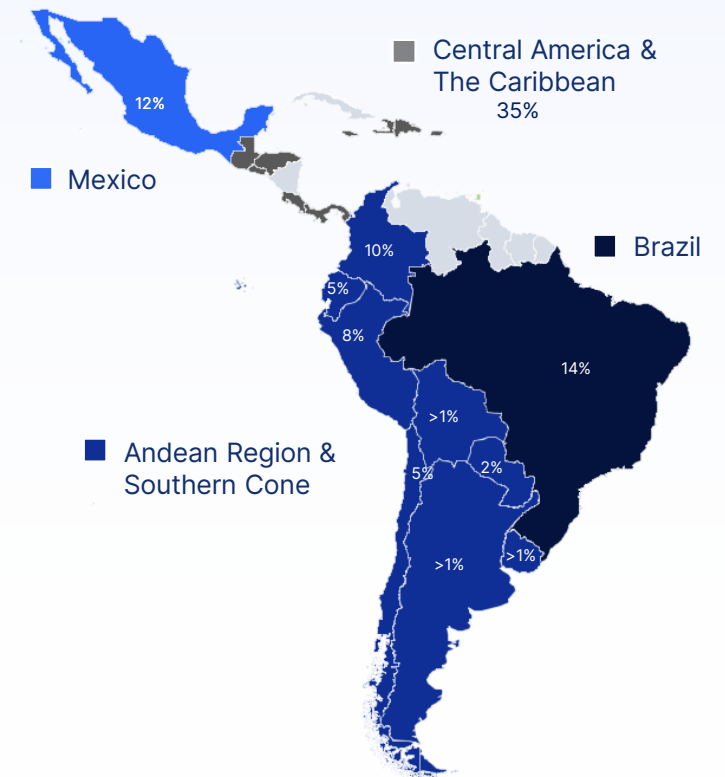 Central America &
The Caribbean
35%
12%
Mexico
Brazil
10%
5%
8%
14%
>1%
Andean Region &
Southern Cone
5%
2%
>1%
>1%